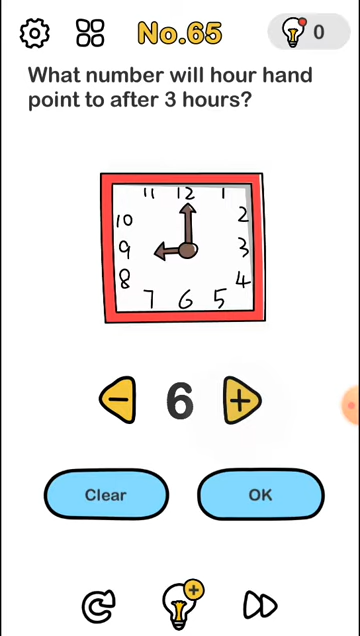 No.65
0
What number will hour hand
point to after 3 hours?
11 12 1
10 2
9 3
8 4
7 6 5
6
Clear OK